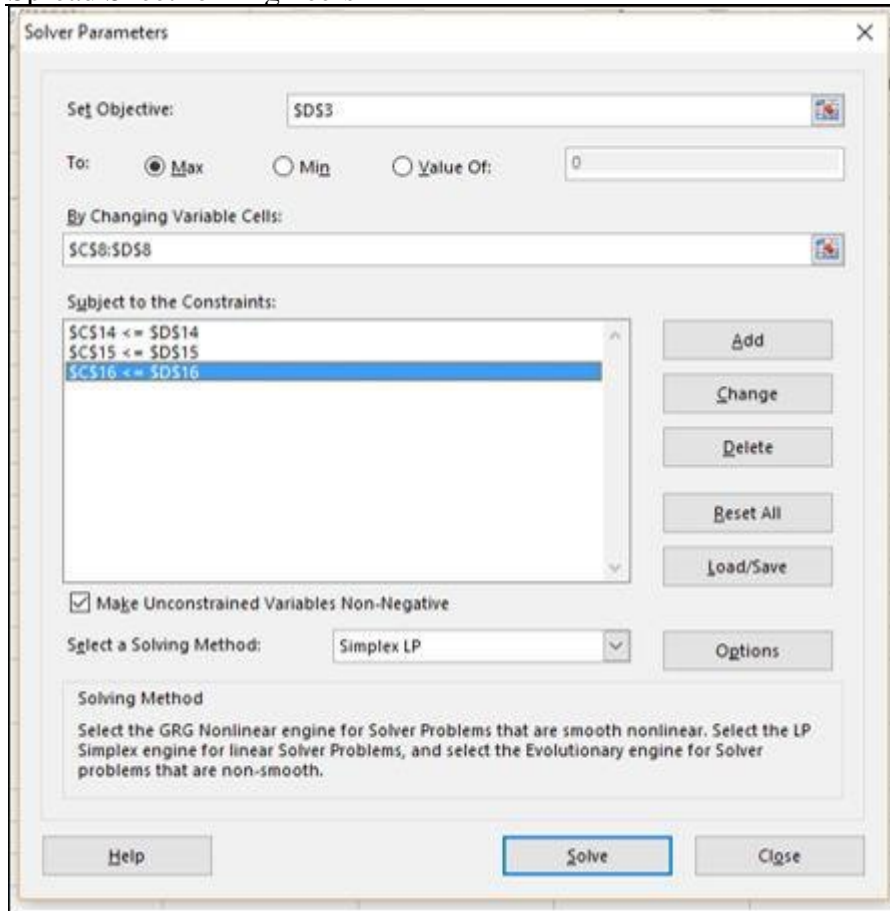 Solver Parameters
Set Objective: $D$3
To: Max Min Value Of: 0
By Changing Variable Cells:
$C$8:$D$8
Subject to the Constraints:
$C$14 <= $D$14
$C$15 <= $D$15
$C$16 <= $D$16
Add
Change
Delete
Reset All
Load/Save
Make Unconstrained Variables Non-Negative
Select a Solving Method: Simplex LP Options
Solving Method
Select the GRG Nonlinear engine for Solver Problems that are smooth nonlinear. Select the LP
Simplex engine for linear Solver Problems, and select the Evolutionary engine for Solver
problems that are non-smooth.
Help Solve Close